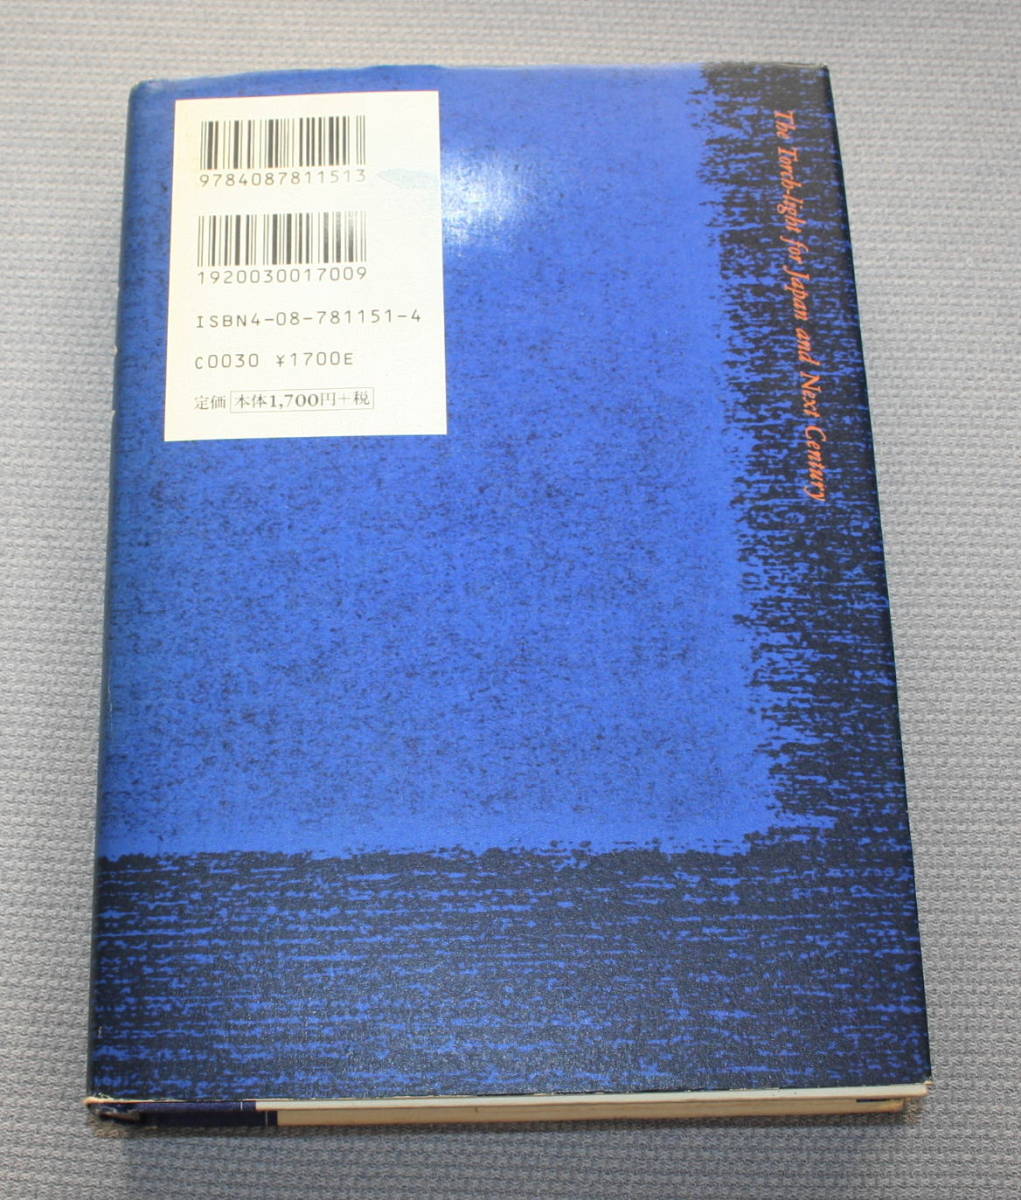 9784087811513
1920030017009
ISBN4-08-781151-4
C0030 ¥1700E
定価 本体1,700円+税
The Torch-light for Japan and Next Century